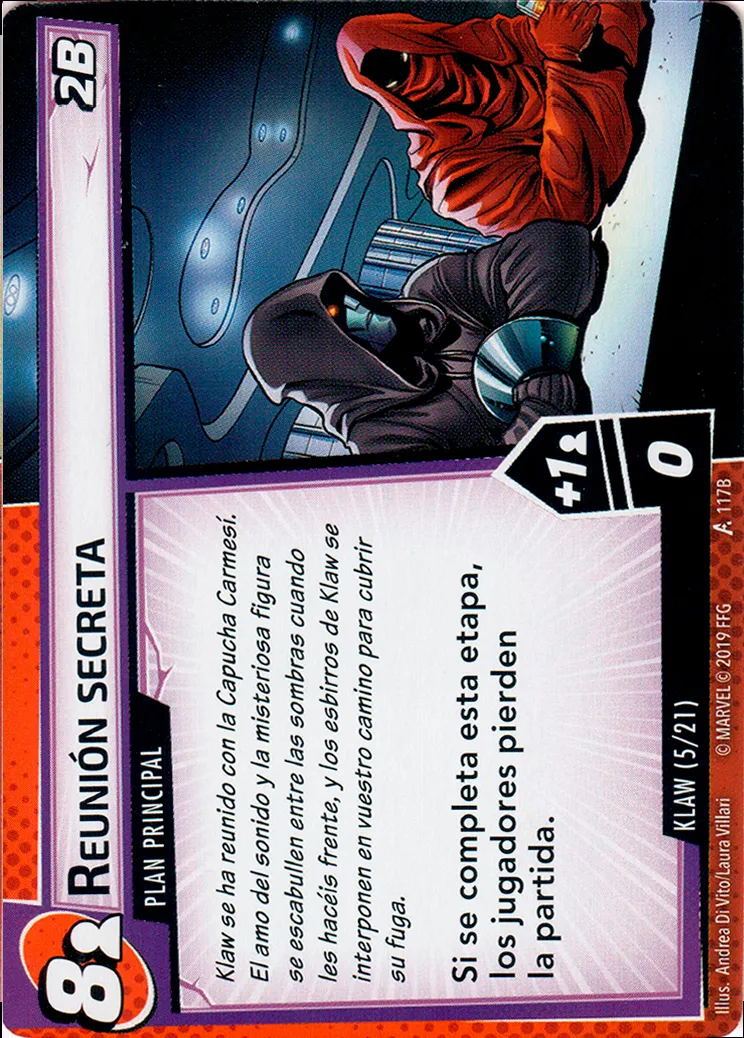 8
REUNIÓN SECRETA
2B
PLAN PRINCIPAL
Klaw se ha reunido con la Capucha Carmesí.
El amo del sonido y la misteriosa figura
se escabullen entre las sombras cuando
les hacéis frente, y los esbirros de Klaw se
interponen en vuestro camino para cubrir
su fuga.
Si se completa esta etapa,
los jugadores pierden
la partida.
+1
0
KLAW (5/21)
Illus. Andrea Di Vito/Laura Villari
© MARVEL © 2019 FFG
117B